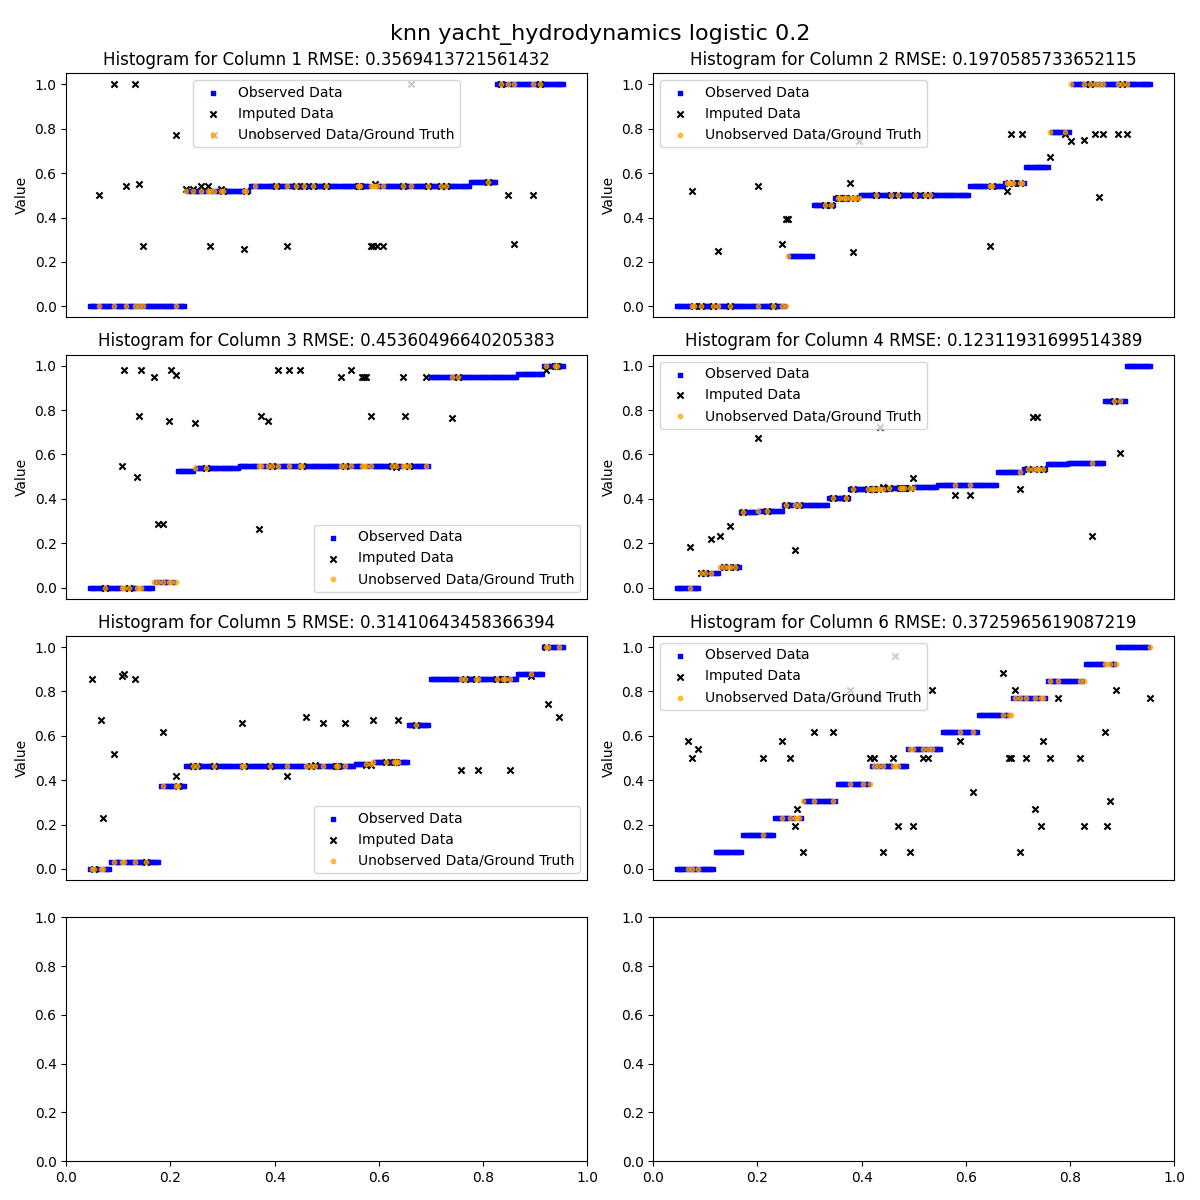 knn yacht_hydrodynamics logistic 0.2
Histogram for Column 1 RMSE: 0.3569413721561432
Histogram for Column 2 RMSE: 0.1970585733652115
1.0
0.8
0.6
0.4
0.2
0.0
Value
Observed Data
Imputed Data
Unobserved Data/Ground Truth
1.0
0.8
0.6
0.4
0.2
0.0
Value
Observed Data
Imputed Data
Unobserved Data/Ground Truth
Histogram for Column 3 RMSE: 0.45360496640205383
Histogram for Column 4 RMSE: 0.12311931699514389
1.0
0.8
0.6
0.4
0.2
0.0
Value
Observed Data
Imputed Data
Unobserved Data/Ground Truth
1.0
0.8
0.6
0.4
0.2
0.0
Value
Observed Data
Imputed Data
Unobserved Data/Ground Truth
Histogram for Column 5 RMSE: 0.31410643458366394
Histogram for Column 6 RMSE: 0.3725965619087219
1.0
0.8
0.6
0.4
0.2
0.0
Value
Observed Data
Imputed Data
Unobserved Data/Ground Truth
1.0
0.8
0.6
0.4
0.2
0.0
Value
Observed Data
Imputed Data
Unobserved Data/Ground Truth
1.0
0.8
0.6
0.4
0.2
0.0
0.0 0.2 0.4 0.6 0.8 1.0
1.0
0.8
0.6
0.4
0.2
0.0
0.0 0.2 0.4 0.6 0.8 1.0